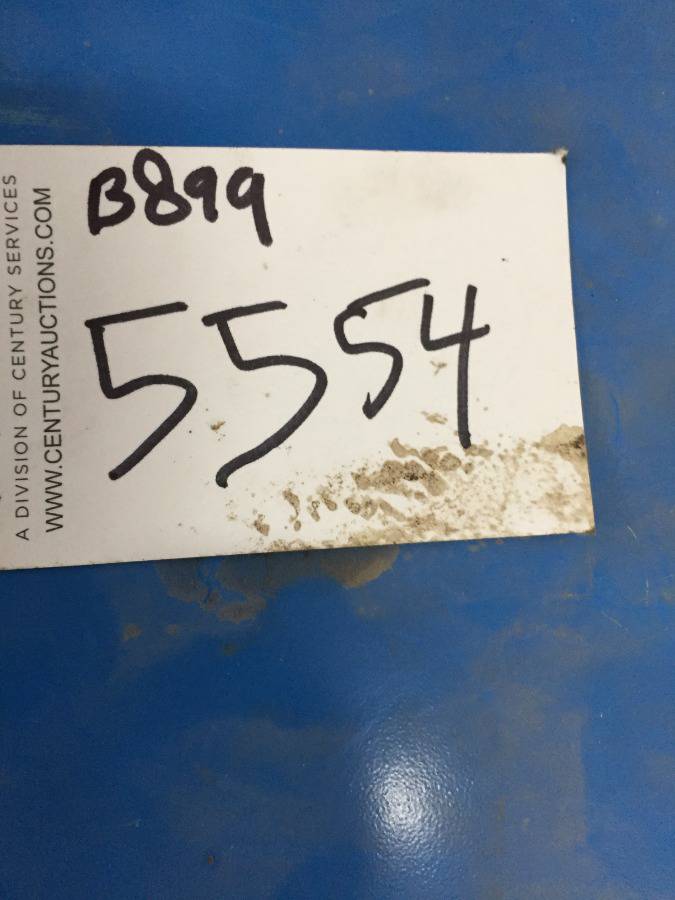 B899
5554
A DIVISION OF CENTURY SERVICES
WWW.CENTURYAUCTIONS.COM